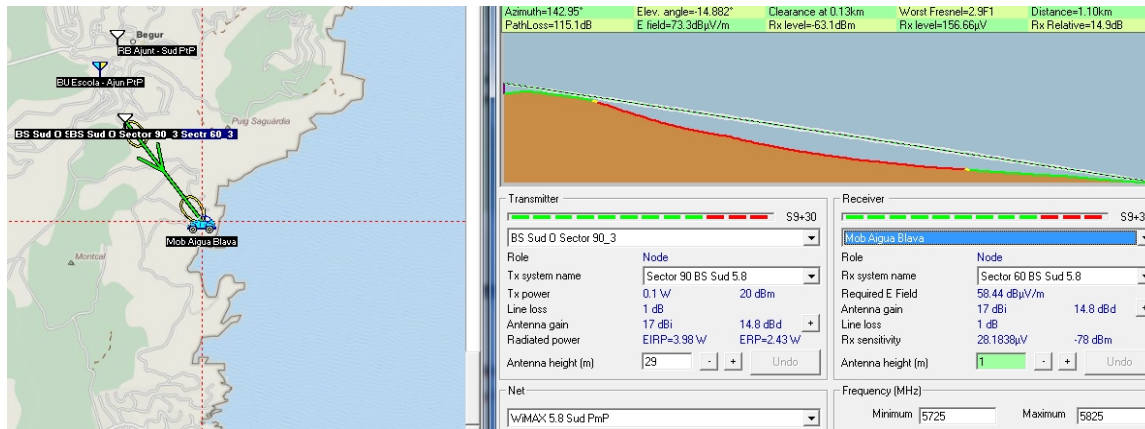 Begur
RB Ajunt - Sud PtP
BU Escola - Ajun PtP
Puig Saguàrdia
BS Sud O Sector 90_3 Sectr 60_3
Mob Aigua Blava
Montcal
Azimuth=142.95° Elev. angle=-14.882° Clearance at 0.13km Worst Fresnel=2.9F1 Distance=1.10km
PathLoss=115.1dB E field=73.3dBµV/m Rx level=-63.1dBm Rx level=156.66µV Rx Relative=14.9dB
Transmitter
S9+30
BS Sud O Sector 90_3
Role Node
Tx system name Sector 90 BS Sud 5.8
Tx power 0.1 W 20 dBm
Line loss 1 dB
Antenna gain 17 dBi 14.8 dBd +
Radiated power EIRP=3.98 W ERP=2.43 W
Antenna height (m) 29 - + Undo
Net
WiMAX 5.8 Sud PmP
Receiver
S9+3
Mob Aigua Blava
Role Node
Rx system name Sector 60 BS Sud 5.8
Required E Field 58.44 dBµV/m
Antenna gain 17 dBi 14.8 dBd +
Line loss 1 dB
Rx sensitivity 28.1838µV -78 dBm
Antenna height (m) 1 - + Undo
Frequency (MHz)
Minimum 5725 Maximum 5825